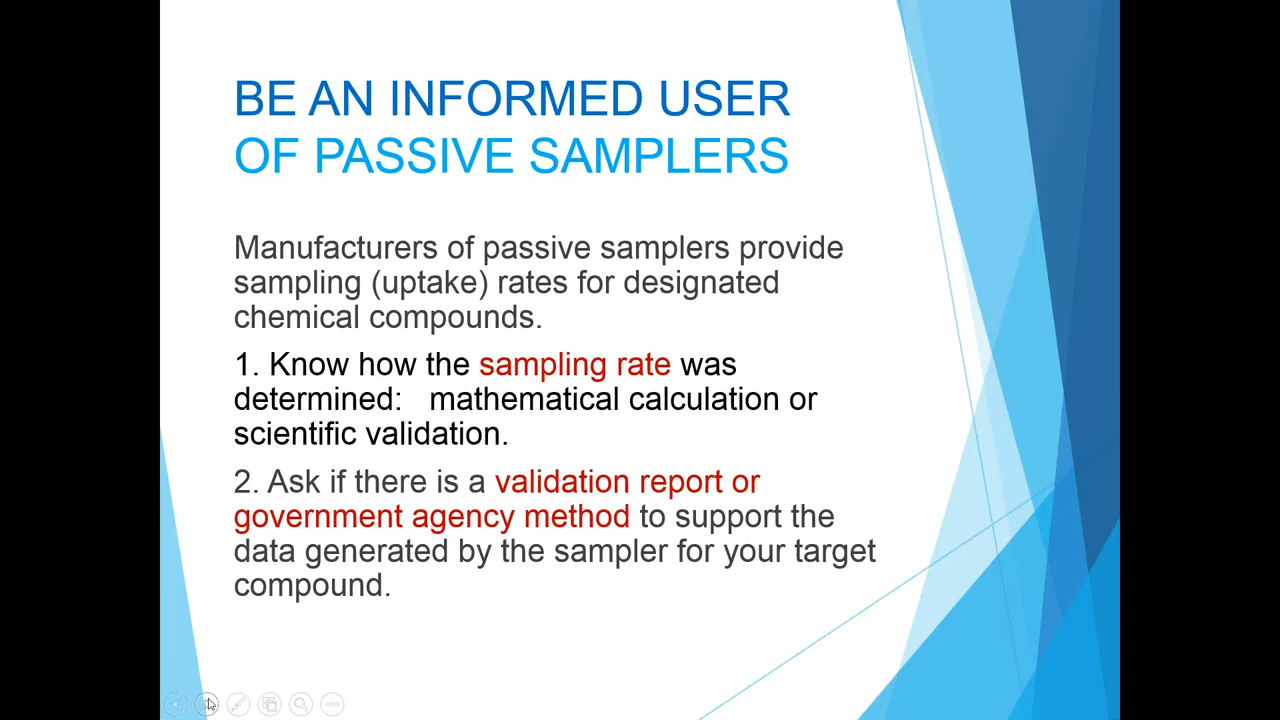 BE AN INFORMED USER
OF PASSIVE SAMPLERS
Manufacturers of passive samplers provide
sampling (uptake) rates for designated
chemical compounds.
1. Know how the sampling rate was
determined:   mathematical calculation or
scientific validation.
2. Ask if there is a validation report or
government agency method to support the
data generated by the sampler for your target
compound.